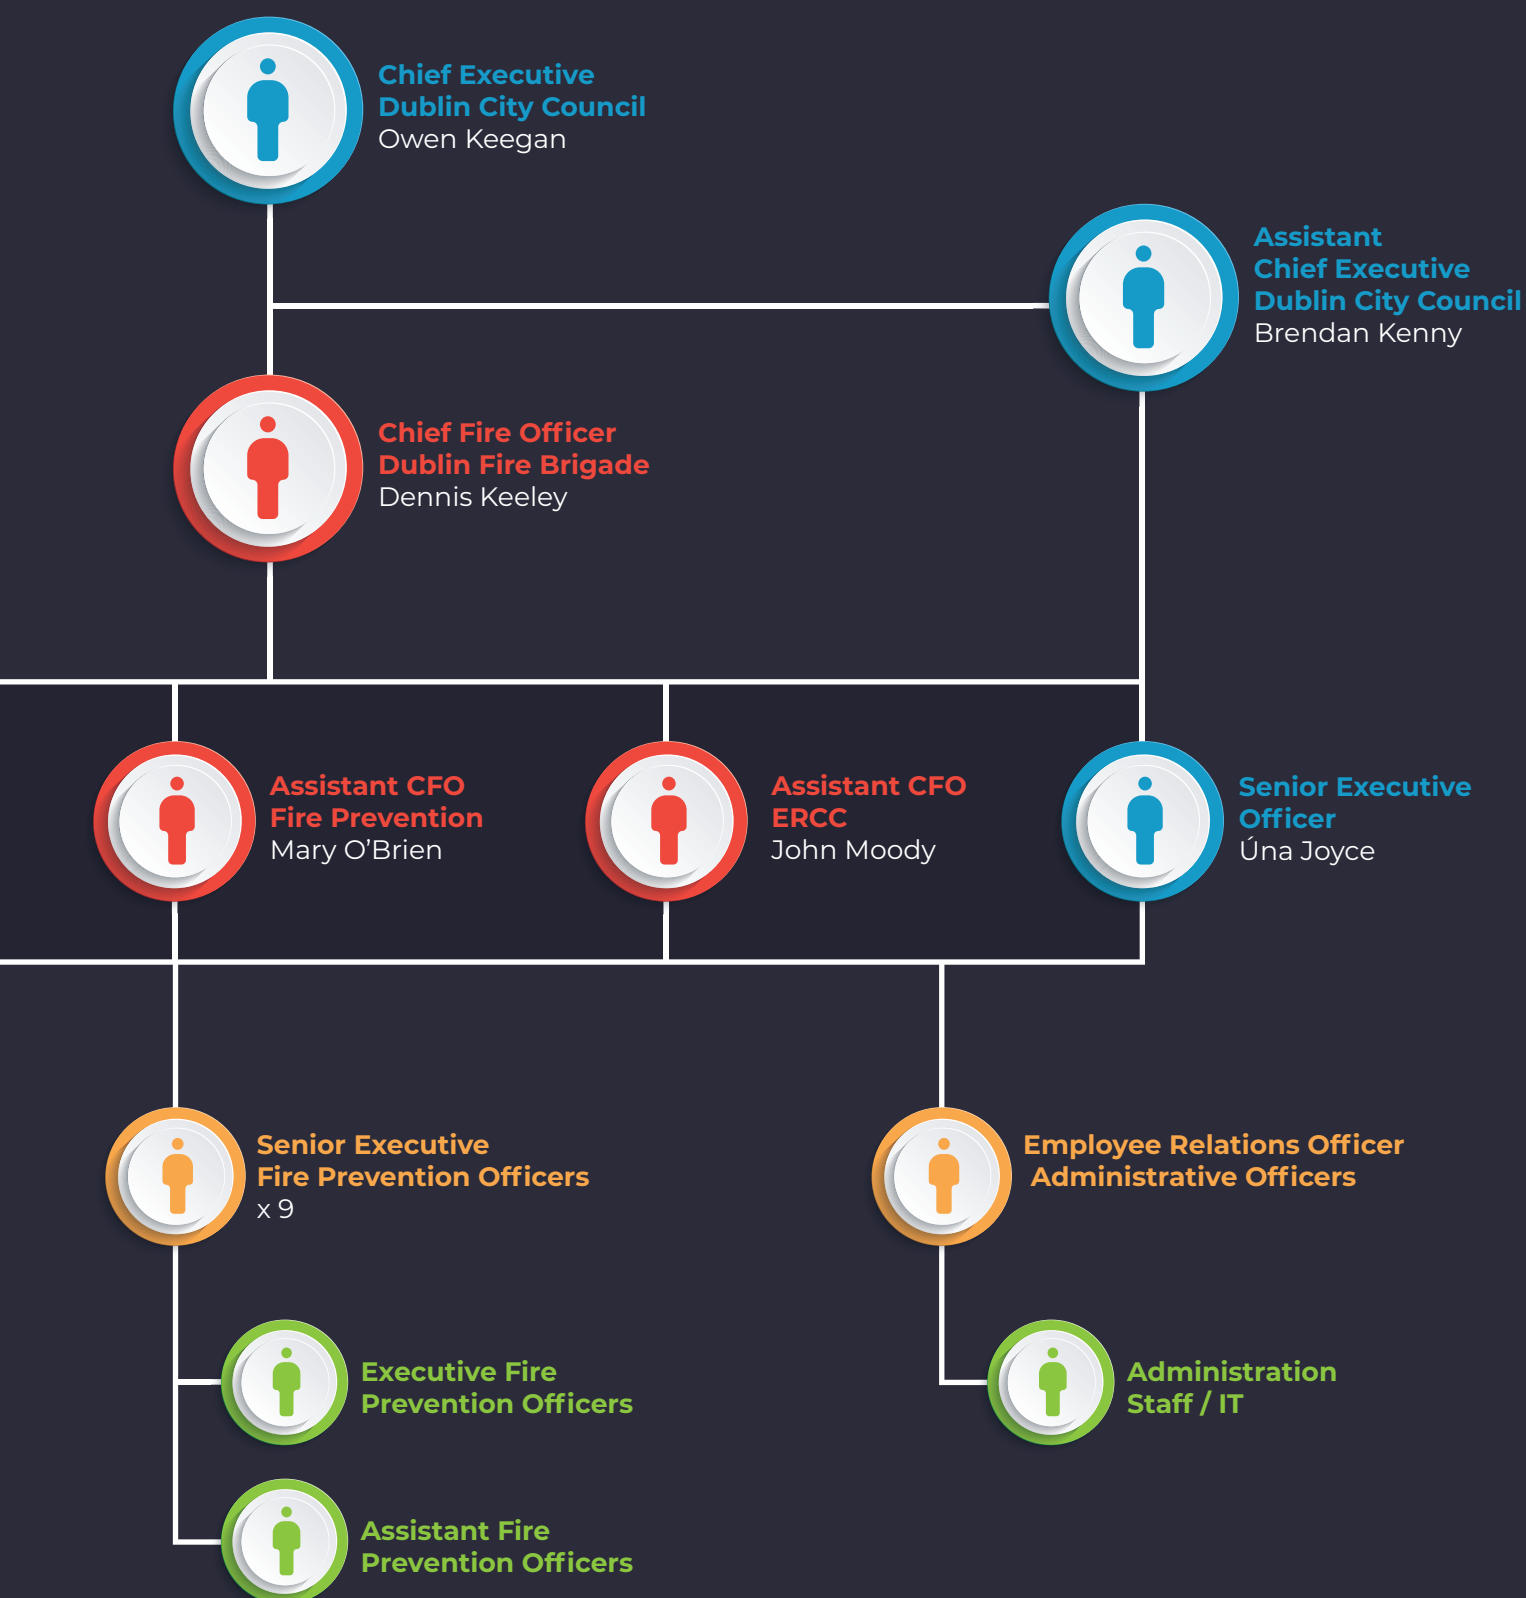 Chief Executive
Dublin City Council
Owen Keegan
Assistant
Chief Executive
Dublin City Council
Brendan Kenny
Chief Fire Officer
Dublin Fire Brigade
Dennis Keeley
Assistant CFO
Fire Prevention
Mary O’Brien
Assistant CFO
ERCC
John Moody
Senior Executive
Officer
Úna Joyce
Senior Executive
Fire Prevention Officers
x 9
Employee Relations Officer
Administrative Officers
Executive Fire
Prevention Officers
Administration
Staff / IT
Assistant Fire
Prevention Officers